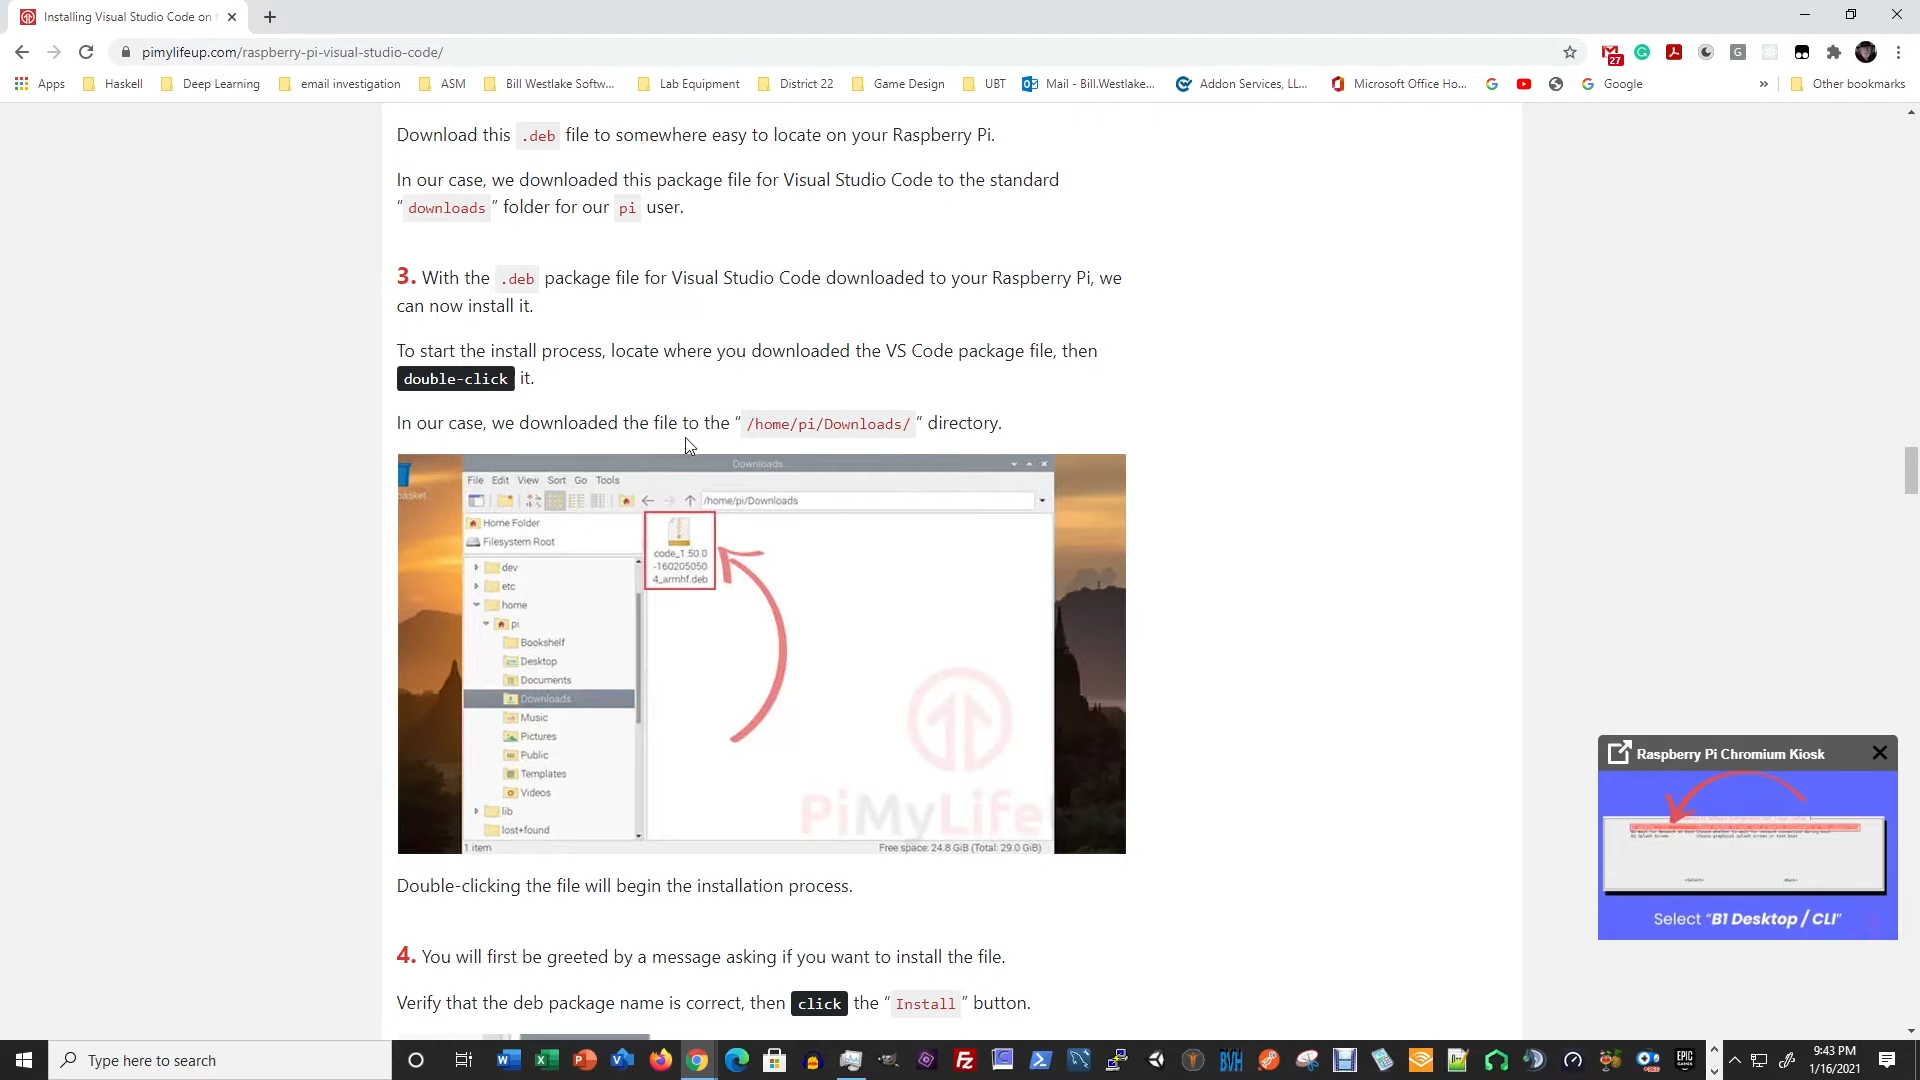 Installing Visual Studio Code on
pimylifeup.com/raspberry-pi-visual-studio-code/
27
Apps
Haskell
Deep Learning
email investigation
ASM
Bill Westlake Softw...
Lab Equipment
District 22
Game Design
UBT
Mail - Bill.Westlake...
Addon Services, LL...
Microsoft Office Ho...
Google
Other bookmarks
Download this .deb file to somewhere easy to locate on your Raspberry Pi.
In our case, we downloaded this package file for Visual Studio Code to the standard
“downloads” folder for our pi user.
3. With the .deb package file for Visual Studio Code downloaded to your Raspberry Pi, we
can now install it.
To start the install process, locate where you downloaded the VS Code package file, then
double-click it.
In our case, we downloaded the file to the “/home/pi/Downloads/” directory.
Downloads
File Edit View Sort Go Tools
/home/pi/Downloads
Home Folder
Filesystem Root
dev
etc
home
pi
Bookshelf
Desktop
Documents
Downloads
Music
Pictures
Public
Templates
Videos
lib
lost+found
code_1.50.0
-160205050
4_armhf.deb
PiMyLife
1 item
Free space: 24.8 GiB (Total: 29.0 GiB)
Double-clicking the file will begin the installation process.
4. You will first be greeted by a message asking if you want to install the file.
Verify that the deb package name is correct, then click the “Install” button.
Raspberry Pi Chromium Kiosk
Select “B1 Desktop / CLI”
Type here to search
BVH
EPIC
GAMES
9:43 PM
1/16/2021